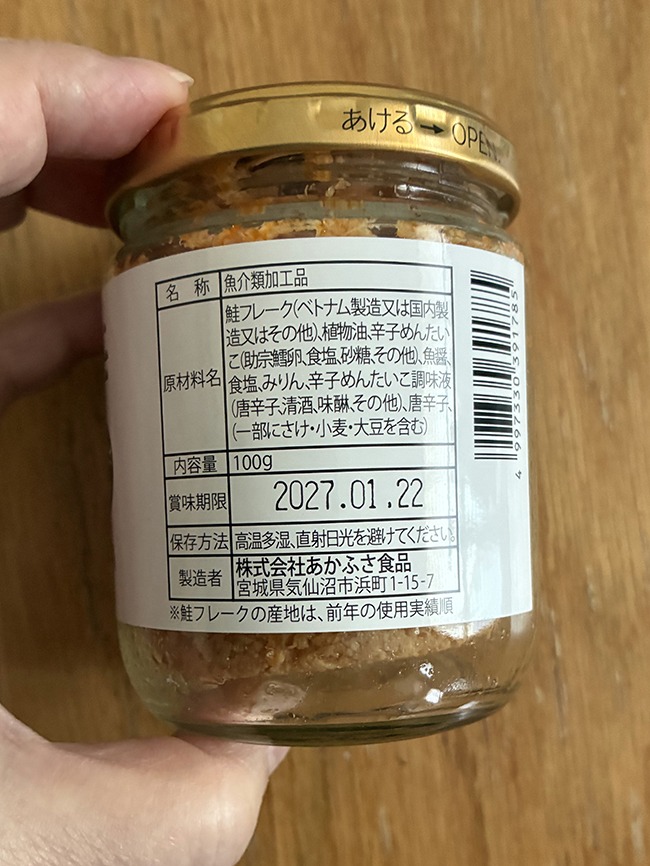 あける→OPEN
名 称 魚介類加工品
原材料名 鮭フレーク(ベトナム製造又は国内製
造又はその他)、植物油、辛子めんたい
こ(助宗鱈卵、食塩、砂糖、その他)、魚醤、
食塩、みりん、辛子めんたいこ調味液
(唐辛子、清酒、味醂、その他)、唐辛子、
(一部にさけ・小麦・大豆を含む)
内容量 100g
賞味期限 2027.01.22
保存方法 高温多湿、直射日光を避けてください。
製造者 株式会社あかふさ食品
宮城県気仙沼市浜町1-15-7
※鮭フレークの産地は、前年の使用実績順
4 997330 391785